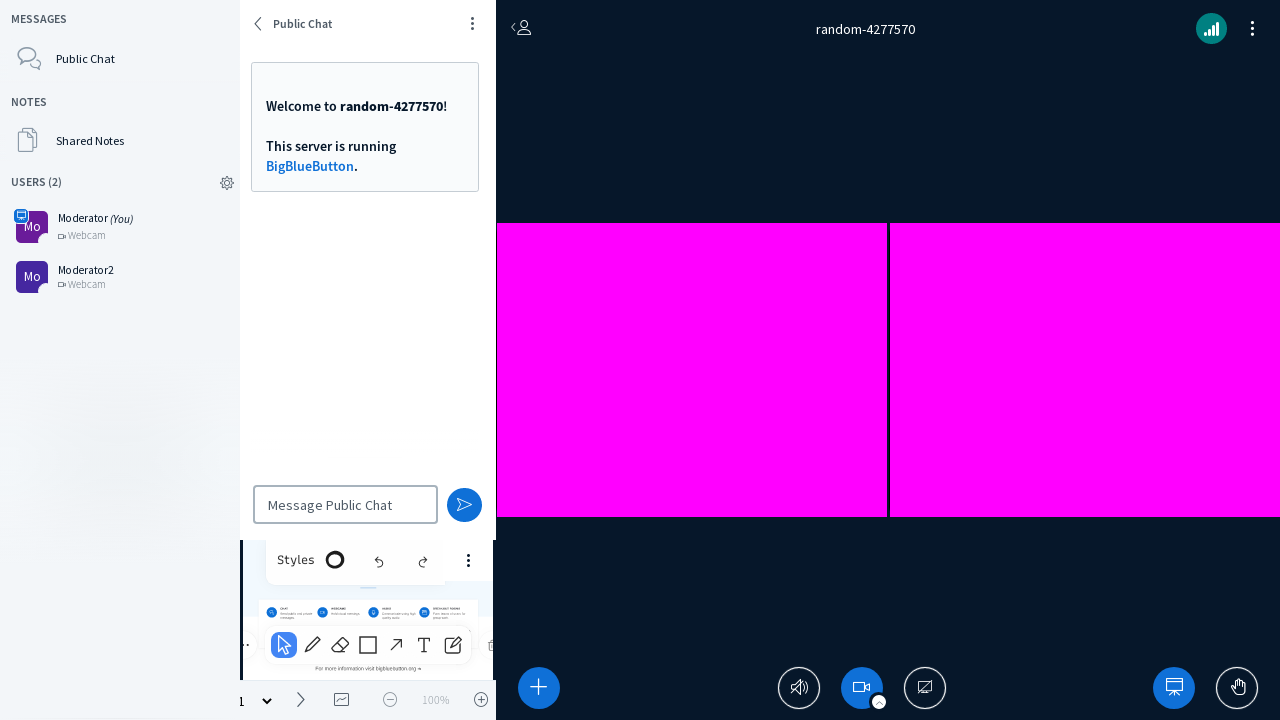 MESSAGES
Public Chat
NOTES
Shared Notes
USERS (2)
Mo
Moderator (You)
Webcam
Mo
Moderator2
Webcam
Public Chat
Welcome to random-4277570!
This server is running
BigBlueButton.
Message Public Chat
Styles
For more information visit bigbluebutton.org
1
100%
random-4277570